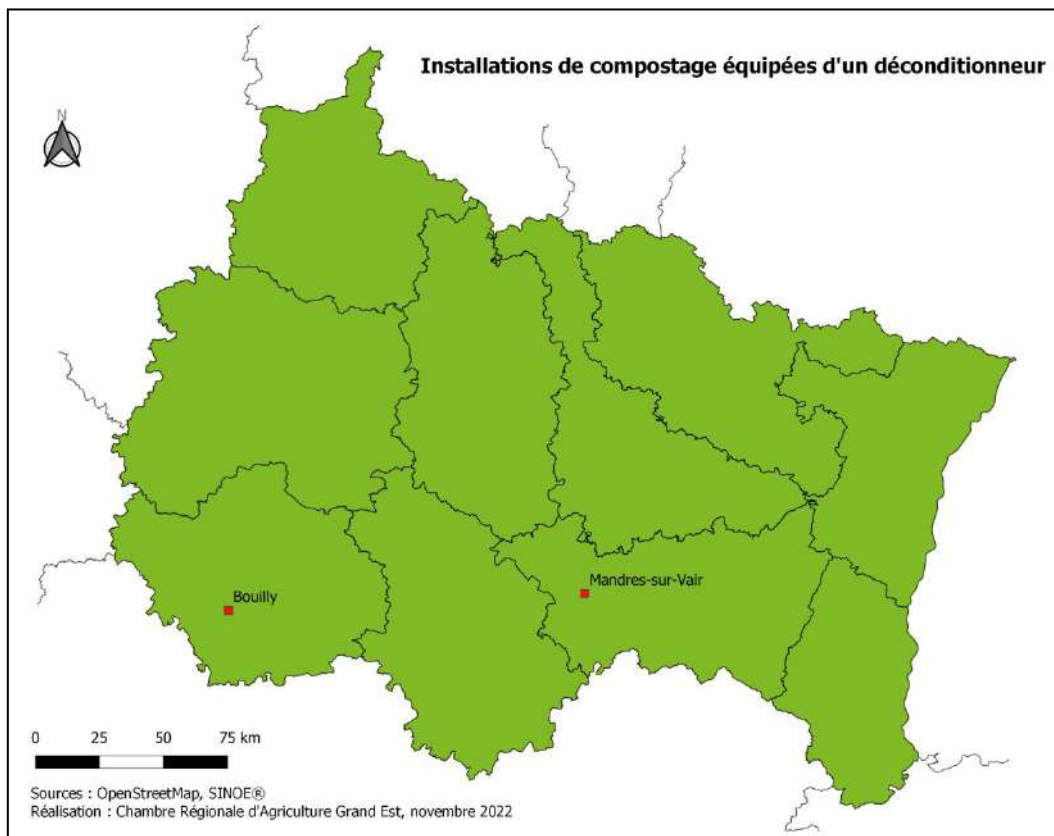 Installations de compostage équipées d'un déconditionneur
N
Mandres-sur-Vair
Bouilly
0 25 50 75 km
Sources : OpenStreetMap, SINOE®
Réalisation : Chambre Régionale d'Agriculture Grand Est, novembre 2022